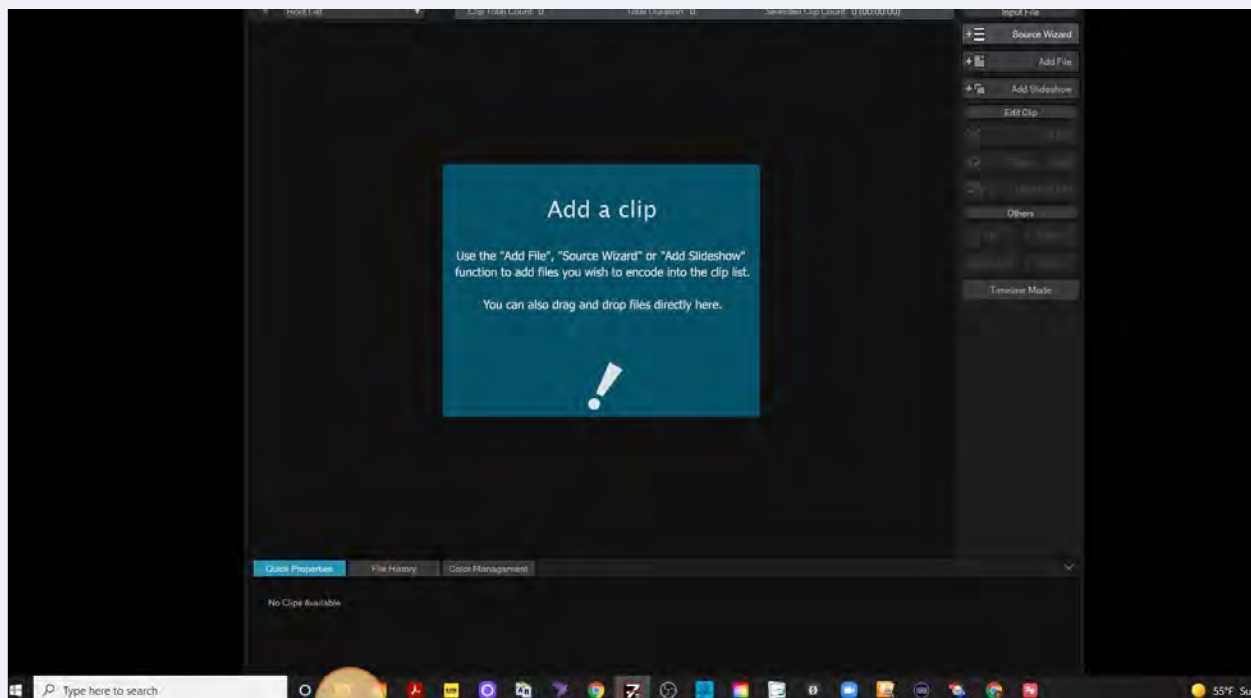 Root List
Clip Total Count: 0
Total Duration: 0
Selected Clip Count: 0 (00:00:00)
Input File
Source Wizard
Add File
Add Slideshow
Edit Clip
Others
Timeline Mode
Add a clip
Use the "Add File", "Source Wizard" or "Add Slideshow"
function to add files you wish to encode into the clip list.
You can also drag and drop files directly here.
Quick Properties
File History
Color Management
No Clips Available
Type here to search
55°F